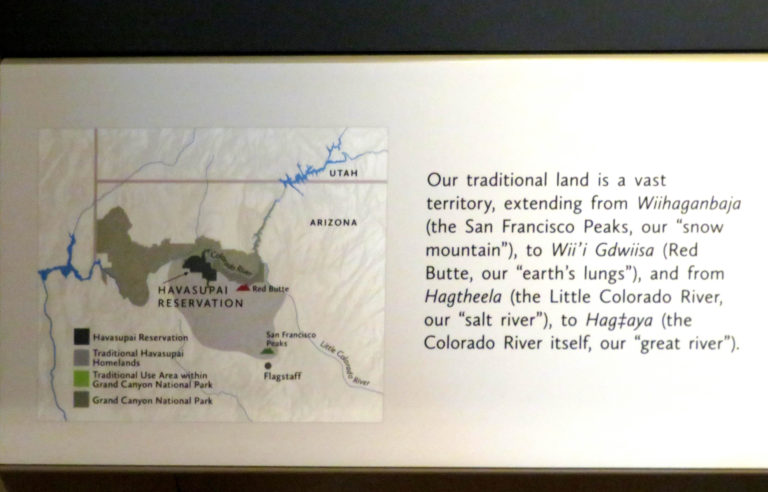 UTAH
ARIZONA
Colorado River
HAVASUPAI
RESERVATION
Red Butte
San Francisco
Peaks
Little Colorado River
Flagstaff
Havasupai Reservation
Traditional Havasupai
Homelands
Traditional Use Area within
Grand Canyon National Park
Grand Canyon National Park
Our traditional land is a vast
territory, extending from Wiihaganbaja
(the San Francisco Peaks, our “snow
mountain”), to Wii’i Gdwiisa (Red
Butte, our “earth’s lungs”), and from
Hagtheela (the Little Colorado River,
our “salt river”), to Hag‡aya (the
Colorado River itself, our “great river”).